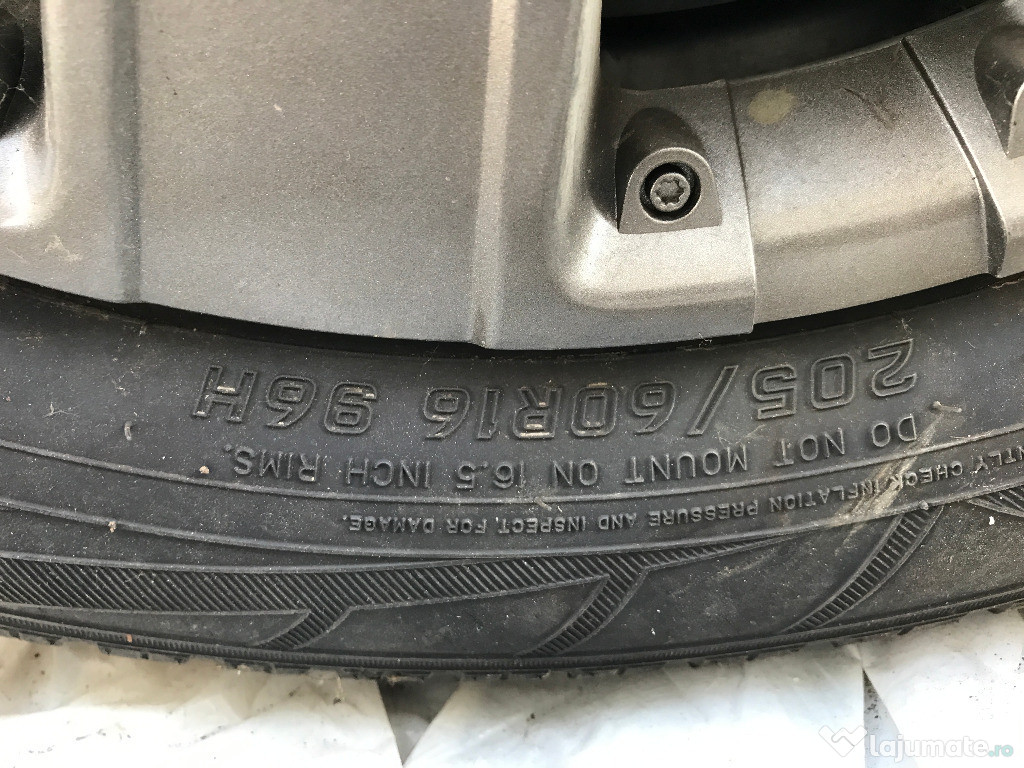 205/60R16 96H
DO NOT MOUNT ON 16.5 INCH RIMS.
CHECK INFLATION PRESSURE AND INSPECT FOR DAMAGE.
lajumate.ro